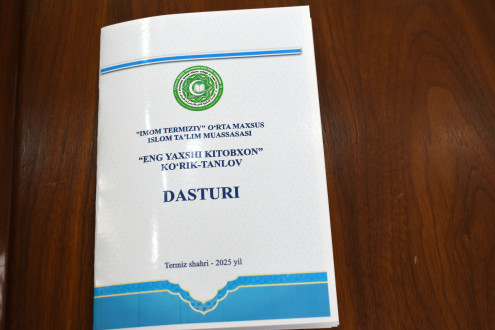 "IMOM TERMIZIY" O‘RTA MAXSUS
ISLOM TA’LIM MUASSASASI
"ENG YAXSHI KITOBXON"
KO‘RIK-TANLOV
DASTURI
Termiz shahri - 2025 yil